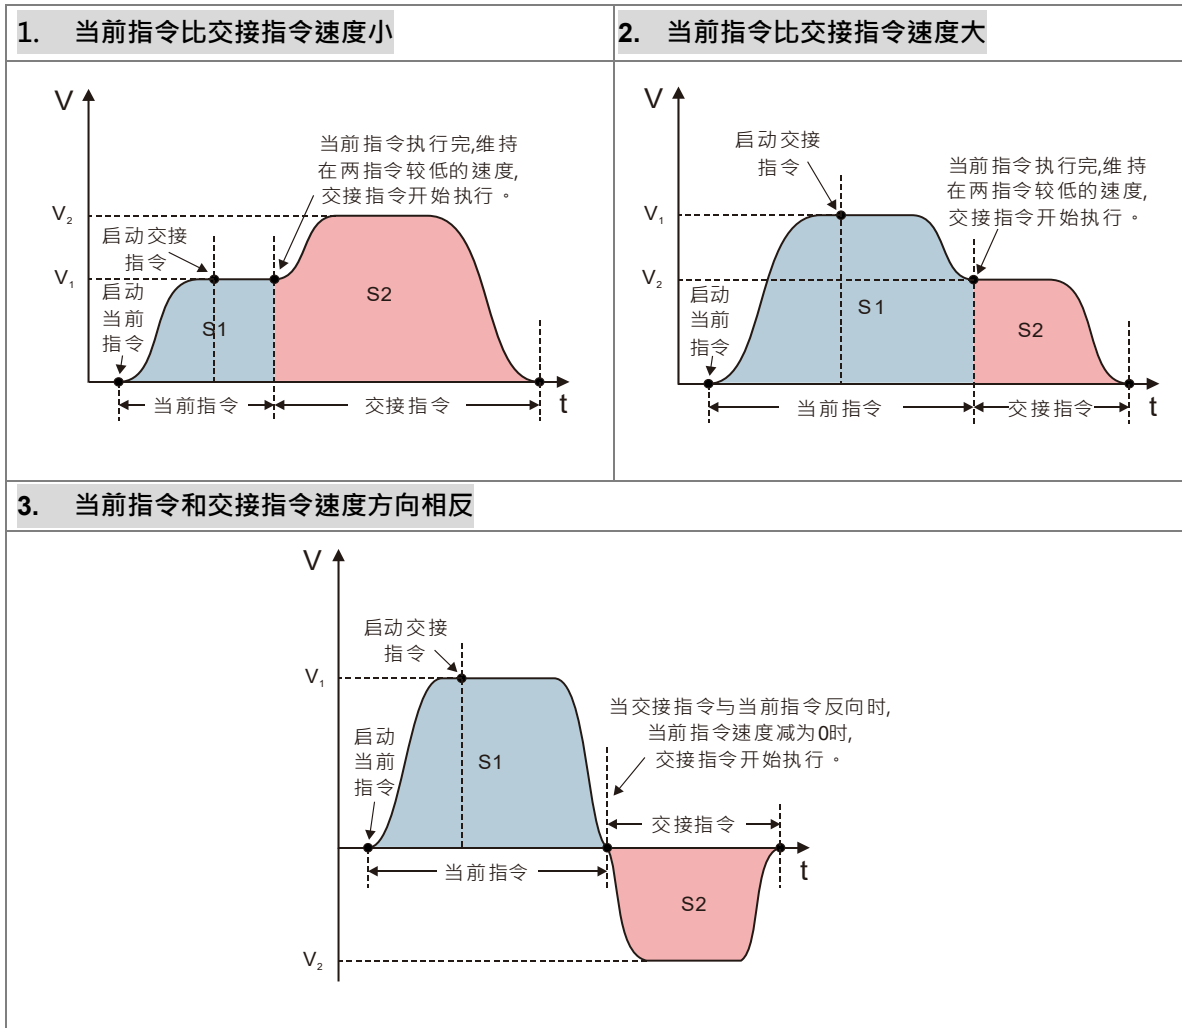 1. 当前指令比交接指令速度小
2. 当前指令比交接指令速度大
V
当前指令执行完,维持
在两指令较低的速度,
交接指令开始执行。
V₂
启动交接
指令
V₁
启动
当前
指令
S1
S2
当前指令
交接指令
t
V
启动交接
指令
当前指令执行完,维持
在两指令较低的速度,
交接指令开始执行。
V₁
V₂
启动
当前
指令
S1
S2
当前指令
交接指令
t
3. 当前指令和交接指令速度方向相反
V
启动交接
指令
V₁
当交接指令与当前指令反向时,
当前指令速度减为0时,
交接指令开始执行。
启动
当前
指令
S1
交接指令
t
当前指令
S2
V₂